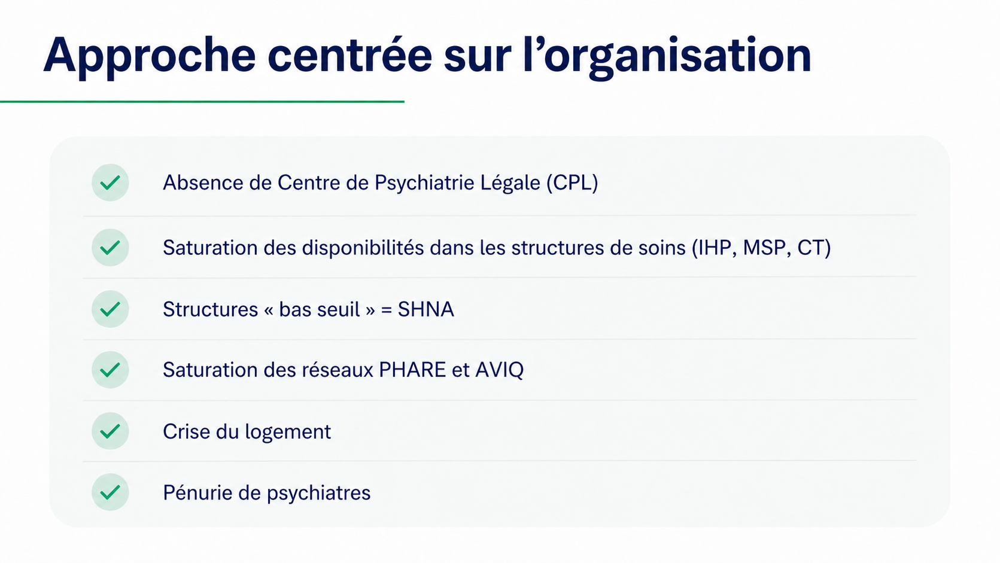 Approche centrée sur l’organisation
Absence de Centre de Psychiatrie Légale (CPL)
Saturation des disponibilités dans les structures de soins (IHP, MSP, CT)
Structures « bas seuil » = SHNA
Saturation des réseaux PHARE et AVIQ
Crise du logement
Pénurie de psychiatres